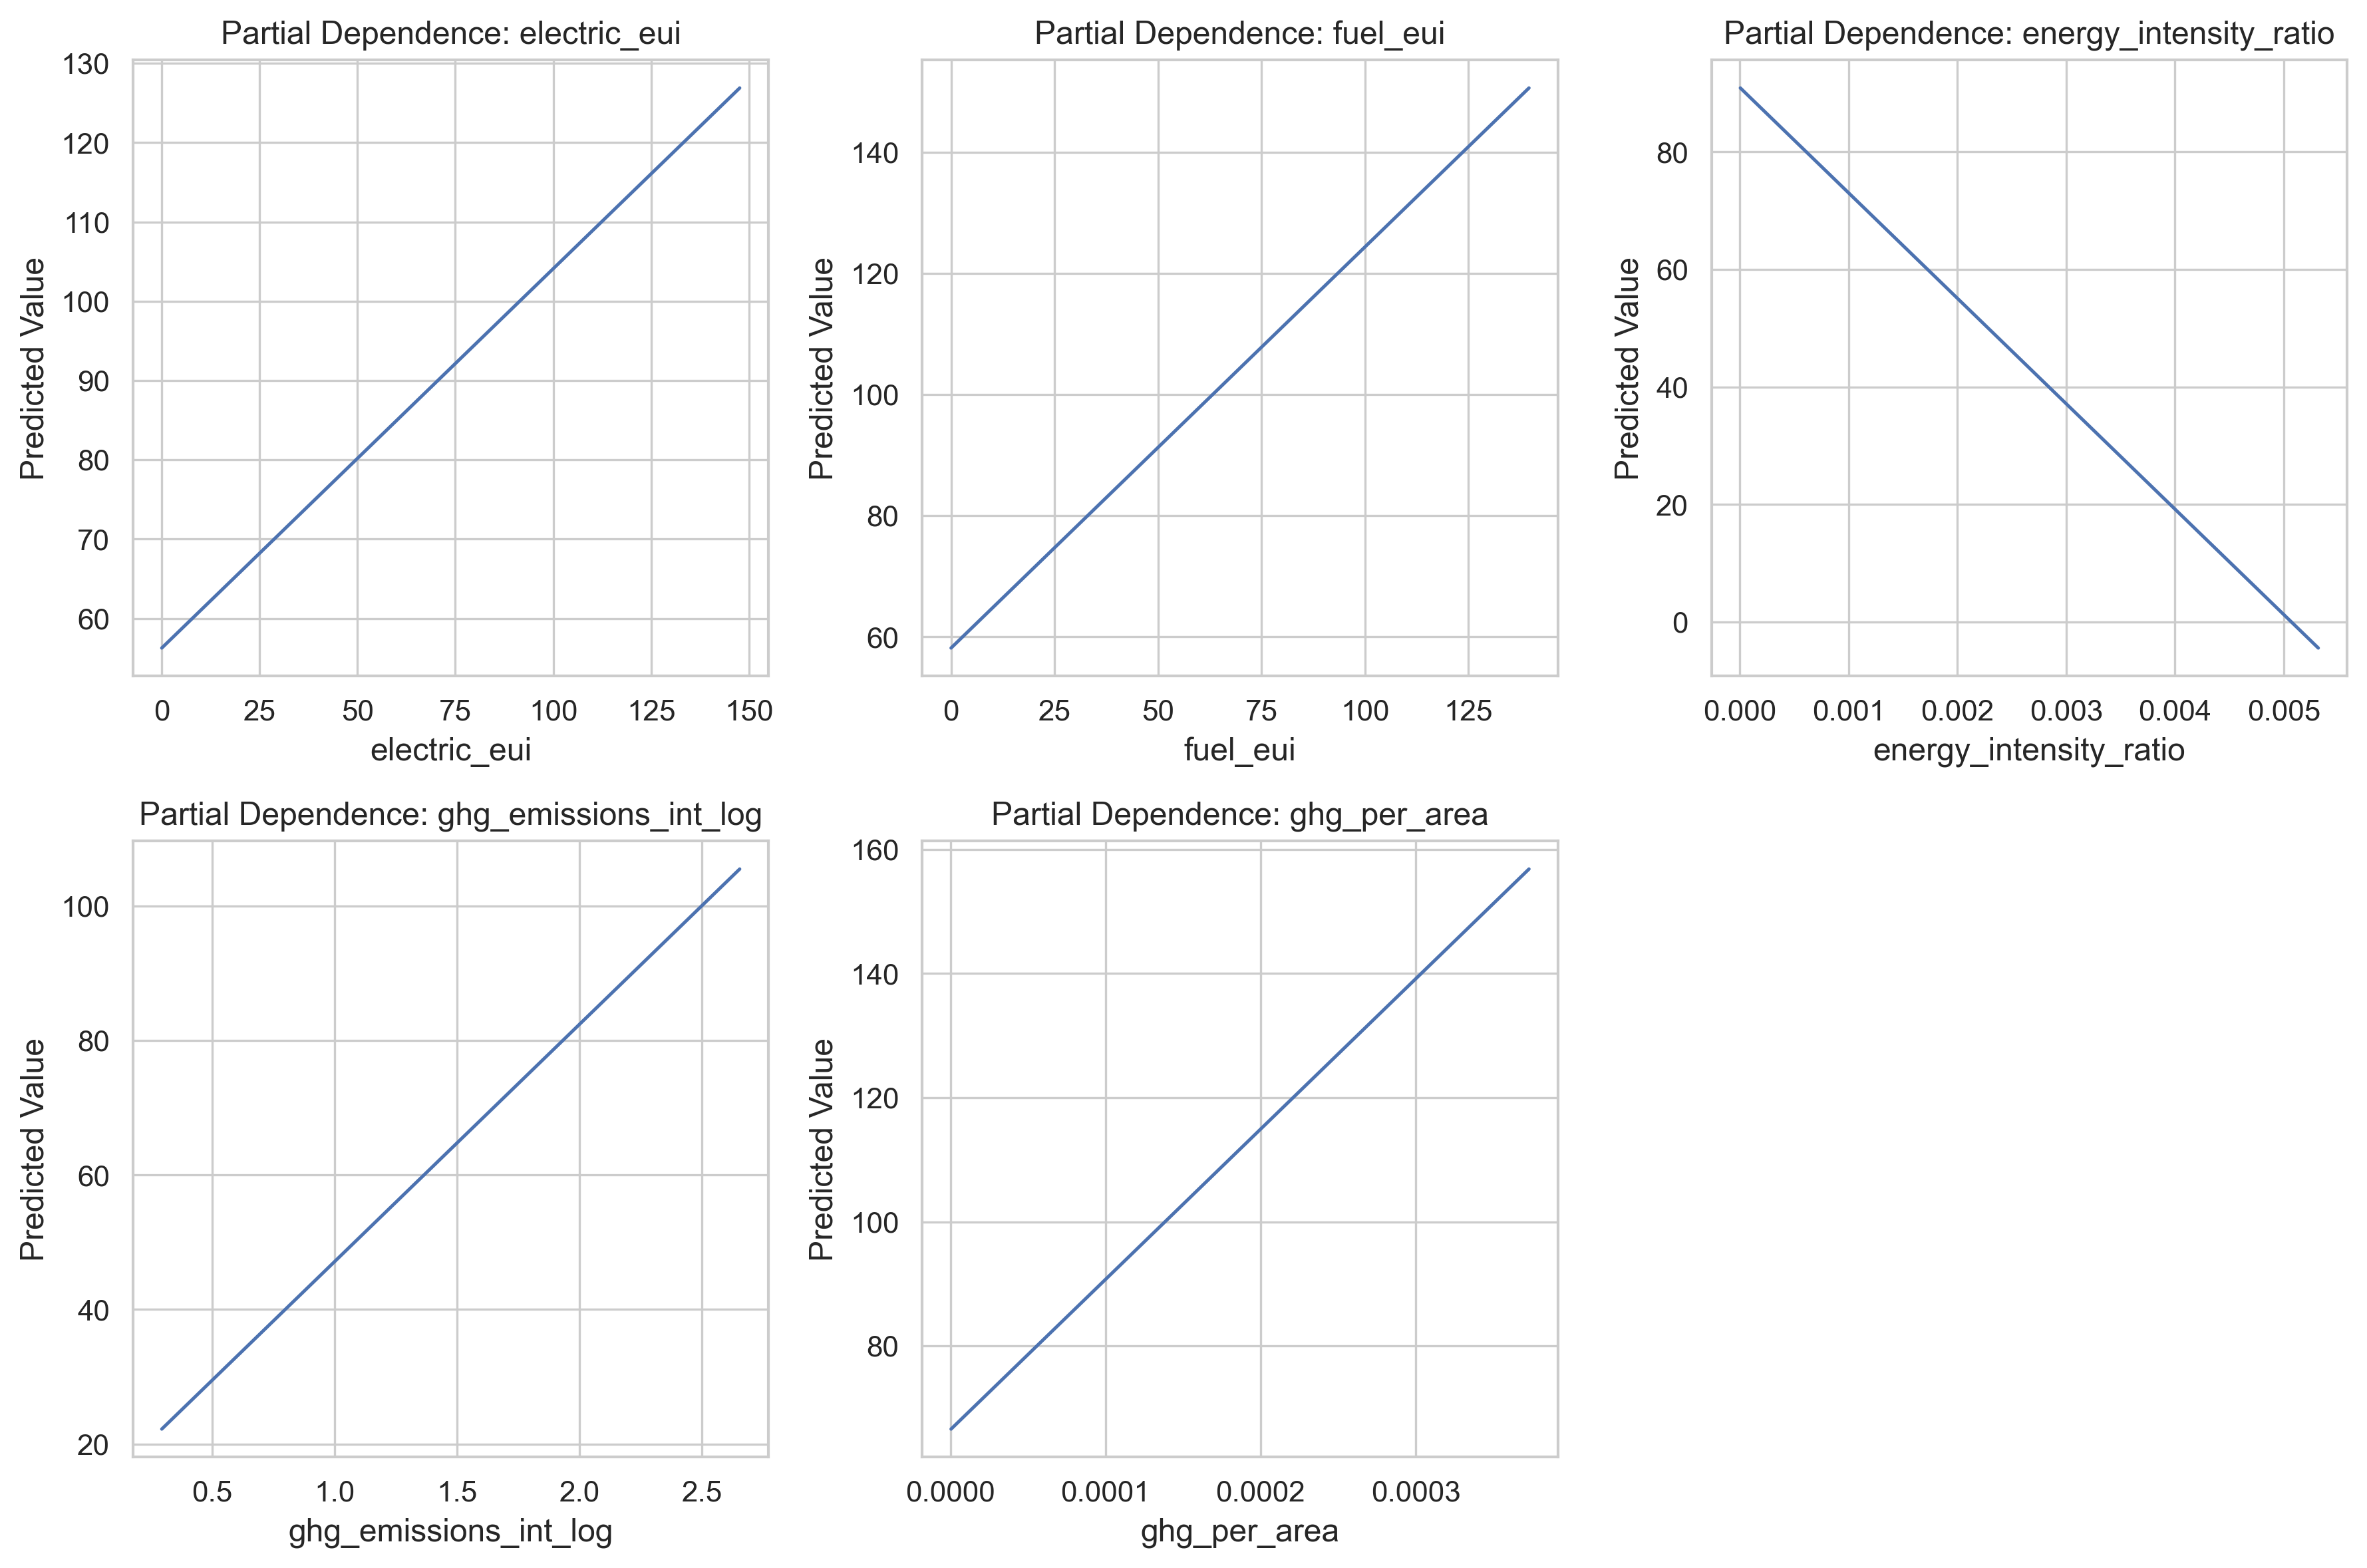 Partial Dependence: electric_eui
130
120
110
100
90
80
70
60
Predicted Value
0 25 50 75 100 125 150
electric_eui
Partial Dependence: fuel_eui
140
120
100
80
60
Predicted Value
0 25 50 75 100 125
fuel_eui
Partial Dependence: energy_intensity_ratio
80
60
40
20
0
Predicted Value
0.000 0.001 0.002 0.003 0.004 0.005
energy_intensity_ratio
Partial Dependence: ghg_emissions_int_log
100
80
60
40
20
Predicted Value
0.5 1.0 1.5 2.0 2.5
ghg_emissions_int_log
Partial Dependence: ghg_per_area
160
140
120
100
80
Predicted Value
0.0000 0.0001 0.0002 0.0003
ghg_per_area